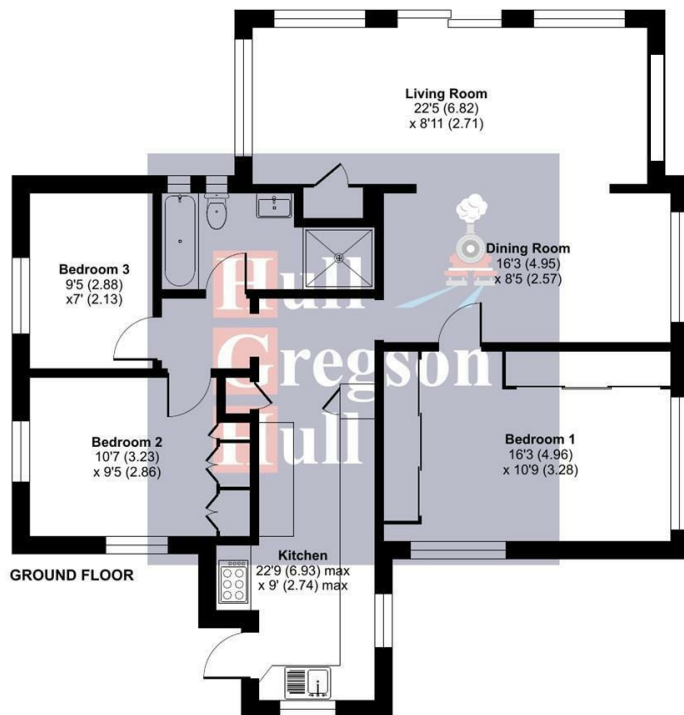 Living Room
22'5 (6.82)
x 8'11 (2.71)
Dining Room
16'3 (4.95)
x 8'5 (2.57)
Bedroom 3
9'5 (2.88)
x7' (2.13)
Hull
Gregson
Hull
Bedroom 2
10'7 (3.23)
x 9'5 (2.86)
Bedroom 1
16'3 (4.96)
x 10'9 (3.28)
Kitchen
22'9 (6.93) max
x 9' (2.74) max
GROUND FLOOR